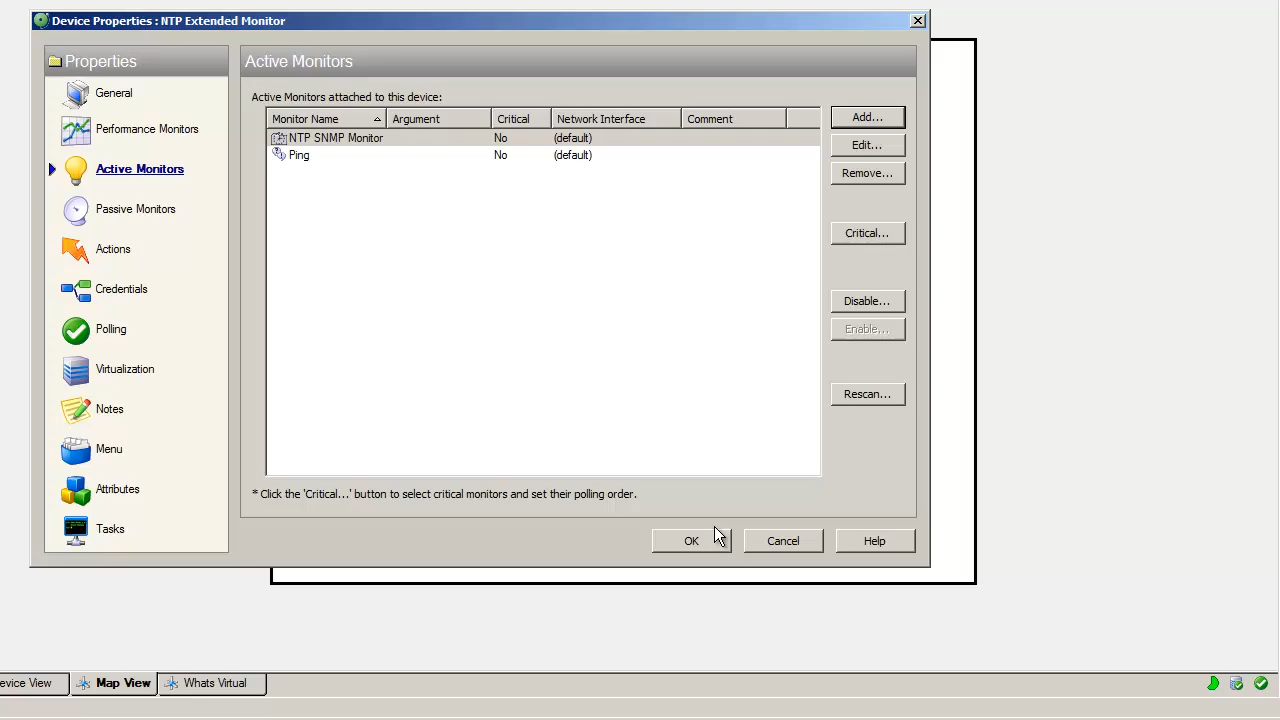 Device Properties : NTP Extended Monitor
Properties
General
Performance Monitors
Active Monitors
Passive Monitors
Actions
Credentials
Polling
Virtualization
Notes
Menu
Attributes
Tasks
Active Monitors
Active Monitors attached to this device:
Monitor Name Argument Critical Network Interface Comment
NTP SNMP Monitor No (default)
Ping No (default)
Add...
Edit...
Remove...
Critical...
Disable...
Enable...
Rescan...
* Click the 'Critical...' button to select critical monitors and set their polling order.
OK Cancel Help
evice View Map View Whats Virtual